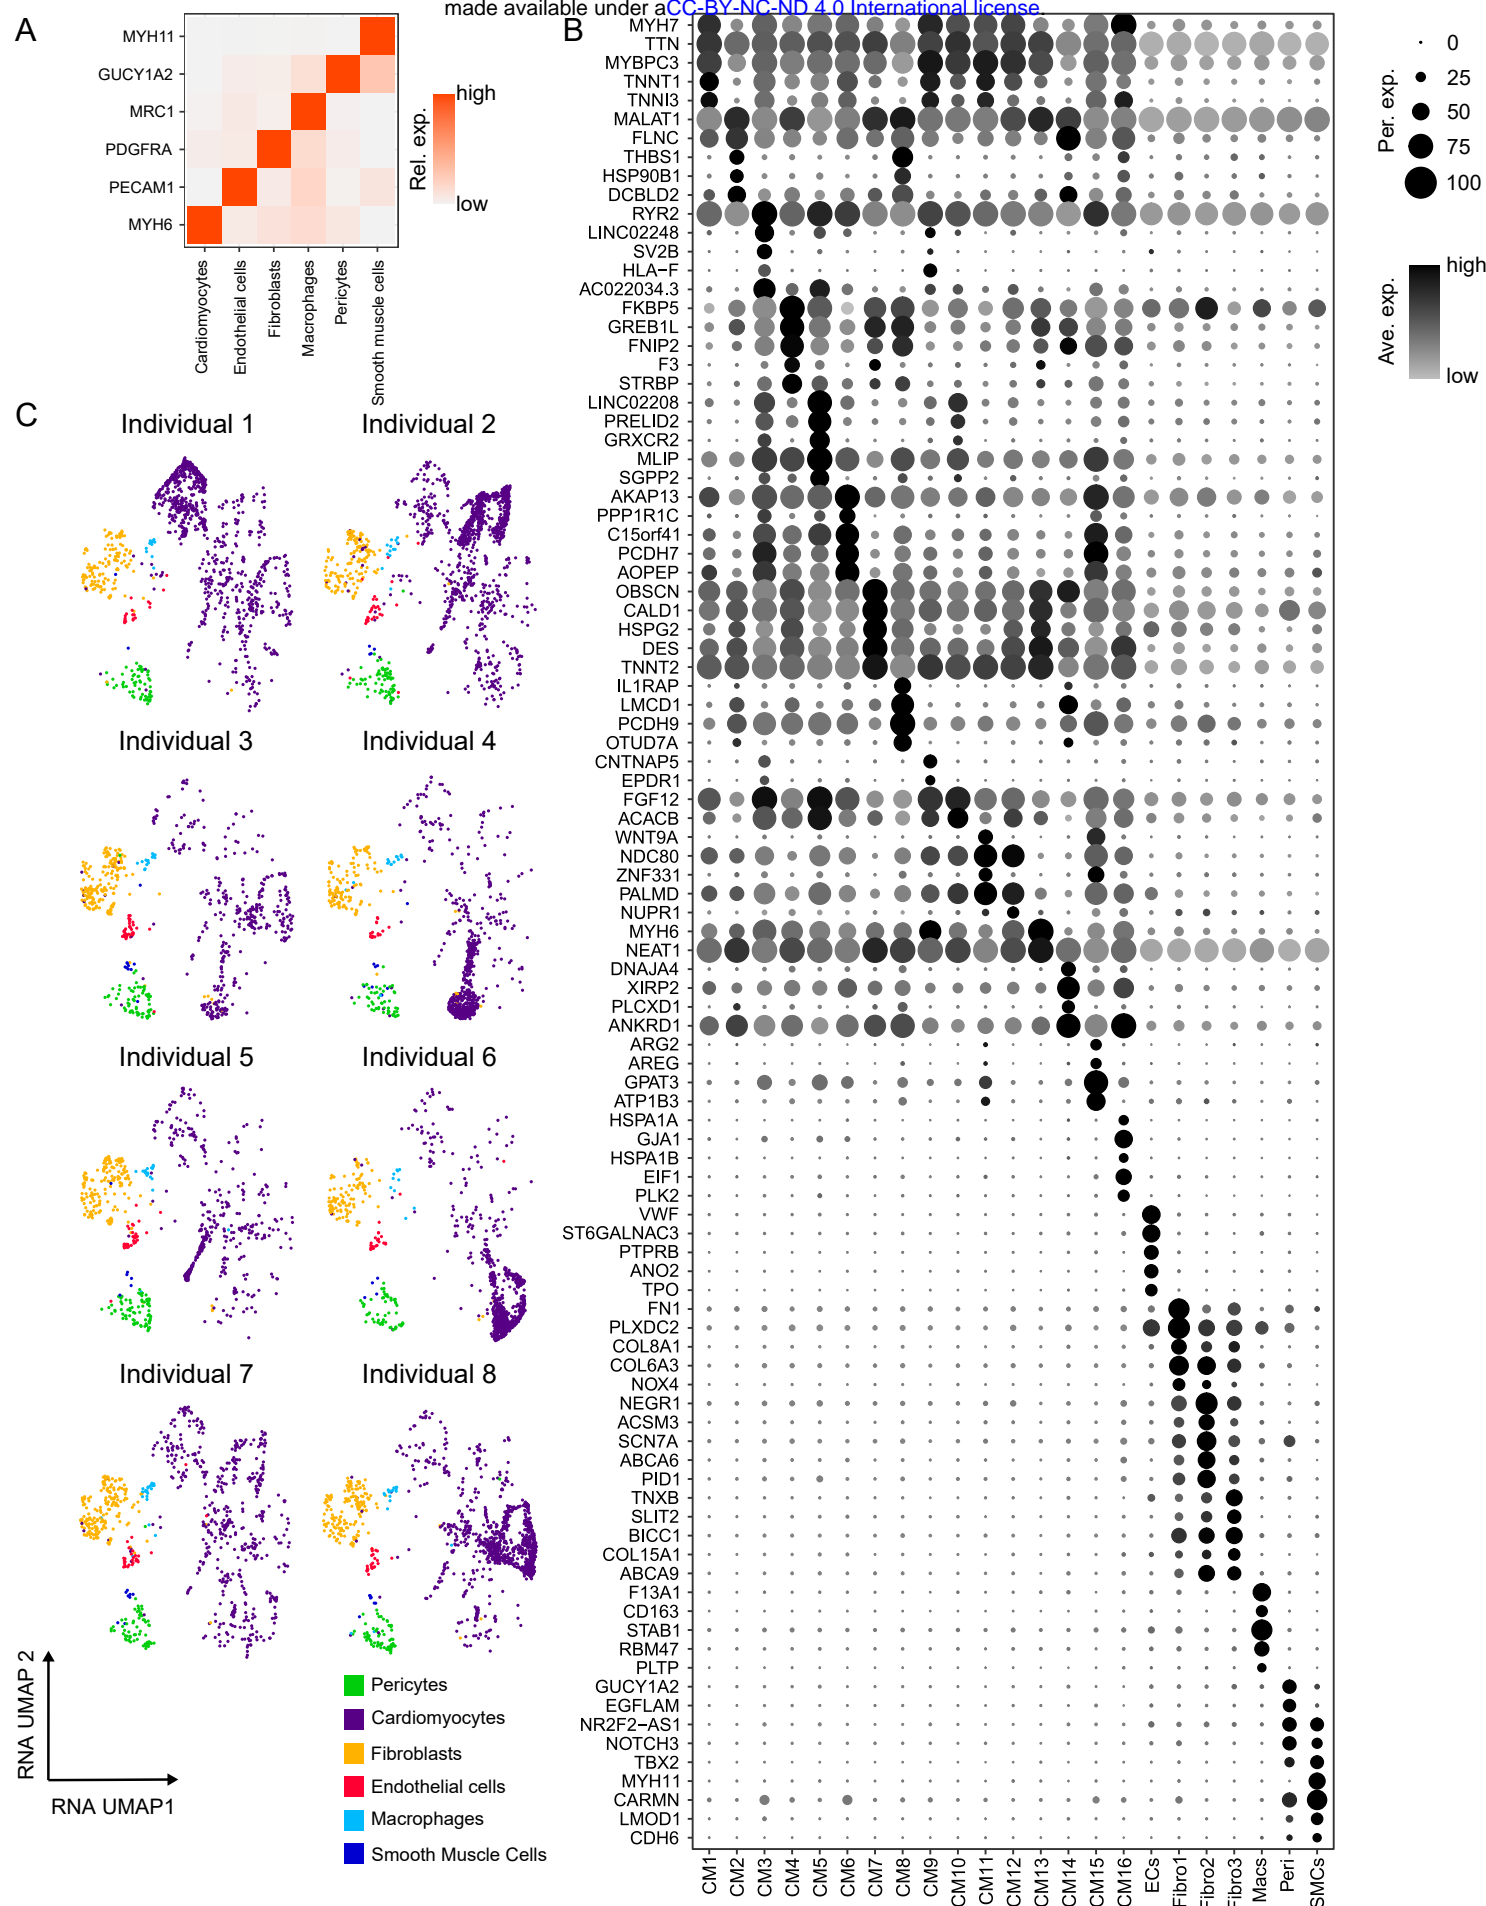 made available under aCC-BY-NC-ND 4.0 International license.
A
MYH11
GUCY1A2
MRC1
PDGFRA
PECAM1
MYH6
Cardiomyocytes
Endothelial cells
Fibroblasts
Macrophages
Pericytes
Smooth muscle cells
Rel. exp.
high
low
B
MYH7
TTN
MYBPC3
TNNT1
TNNI3
MALAT1
FLNC
THBS1
HSP90B1
DCBLD2
RYR2
LINC02248
SV2B
HLA−F
AC022034.3
FKBP5
GREB1L
FNIP2
F3
STRBP
LINC02208
PRELID2
GRXCR2
MLIP
SGPP2
AKAP13
PPP1R1C
C15orf41
PCDH7
AOPEP
OBSCN
CALD1
HSPG2
DES
TNNT2
IL1RAP
LMCD1
PCDH9
OTUD7A
CNTNAP5
EPDR1
FGF12
ACACB
WNT9A
NDC80
ZNF331
PALMD
NUPR1
MYH6
NEAT1
DNAJA4
XIRP2
PLCXD1
ANKRD1
ARG2
AREG
GPAT3
ATP1B3
HSPA1A
GJA1
HSPA1B
EIF1
PLK2
VWF
ST6GALNAC3
PTPRB
ANO2
TPO
FN1
PLXDC2
COL8A1
COL6A3
NOX4
NEGR1
ACSM3
SCN7A
ABCA6
PID1
TNXB
SLIT2
BICC1
COL15A1
ABCA9
F13A1
CD163
STAB1
RBM47
PLTP
GUCY1A2
EGFLAM
NR2F2−AS1
NOTCH3
TBX2
MYH11
CARMN
LMOD1
CDH6
CM1
CM2
CM3
CM4
CM5
CM6
CM7
CM8
CM9
CM10
CM11
CM12
CM13
CM14
CM15
CM16
ECs
Fibro1
Fibro2
Fibro3
Macs
Peri
SMCs
Per. exp.
0
25
50
75
100
Ave. exp.
high
low
C
Individual 1
Individual 2
Individual 3
Individual 4
Individual 5
Individual 6
Individual 7
Individual 8
RNA UMAP 2
RNA UMAP1
Pericytes
Cardiomyocytes
Fibroblasts
Endothelial cells
Macrophages
Smooth Muscle Cells